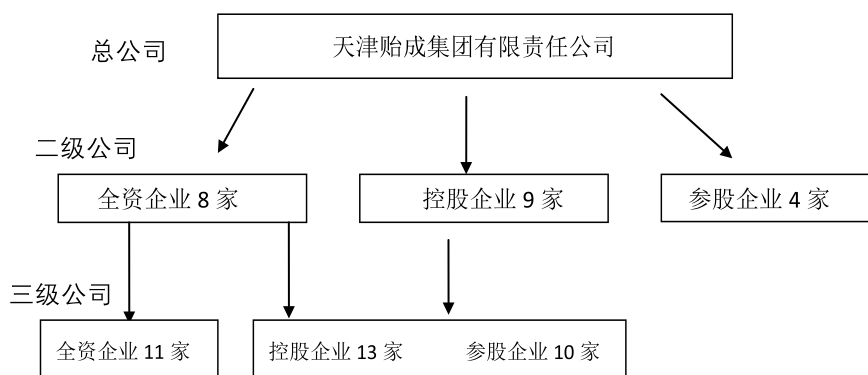 总公司
天津贻成集团有限责任公司
二级公司
全资企业 8 家
控股企业 9 家
参股企业 4 家
三级公司
全资企业 11 家
控股企业 13 家
参股企业 10 家